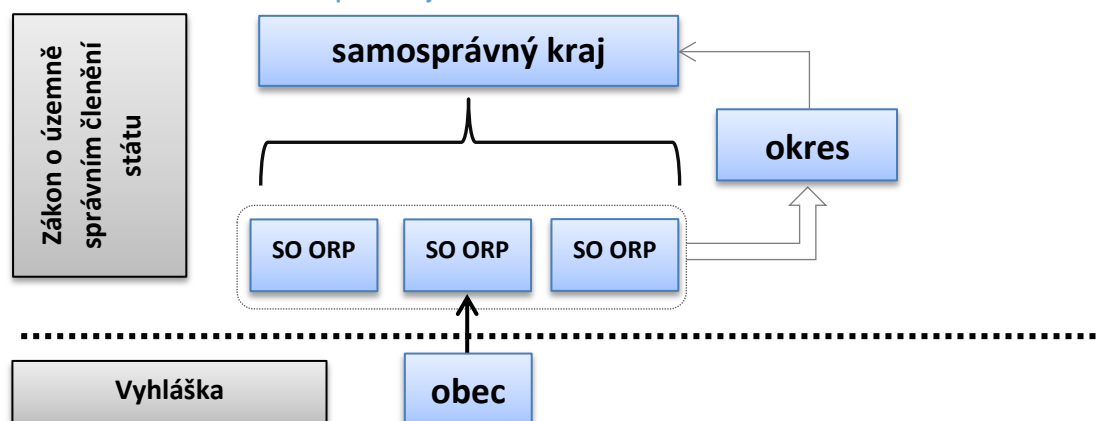 Zákon o územně
správním členění
státu
samosprávný kraj
okres
SO ORP
SO ORP
SO ORP
Vyhláška
obec